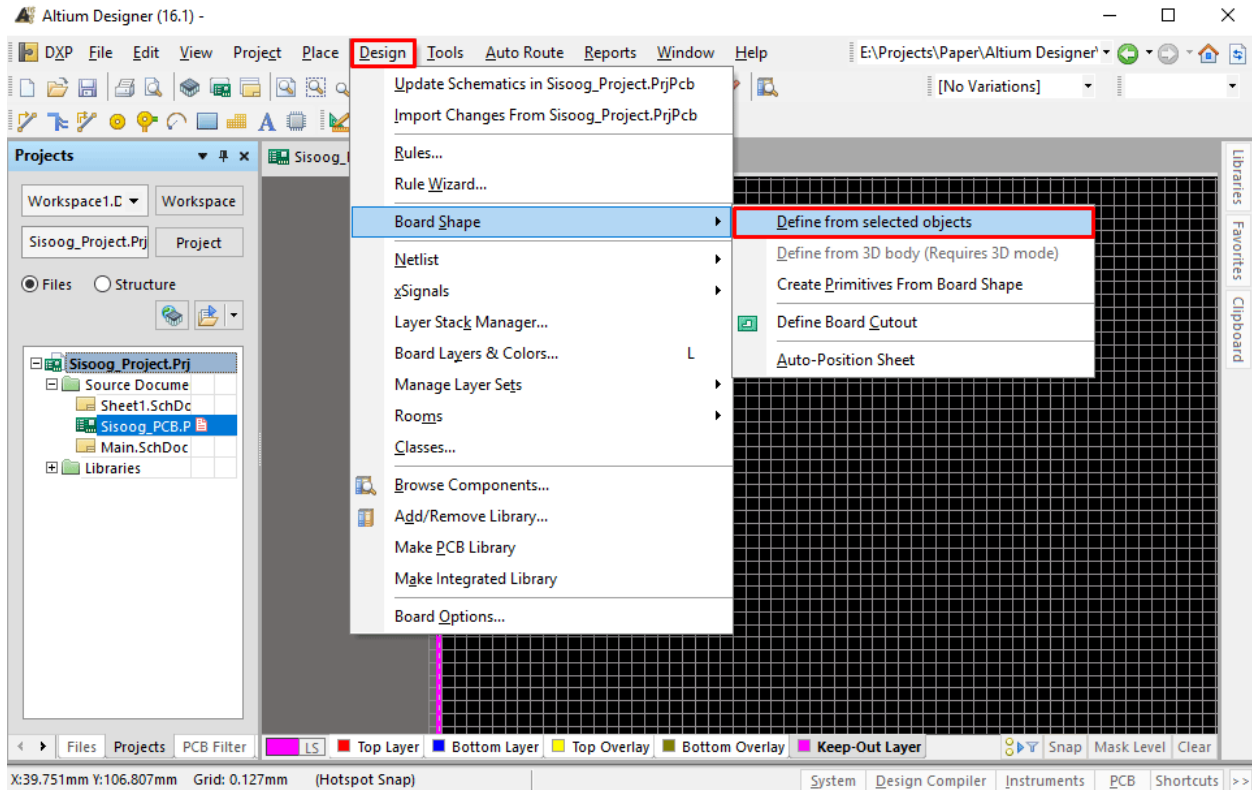 Altium Designer (16.1) -
DXP File Edit View Project Place Design Tools Auto Route Reports Window Help E:\Projects\Paper\Altium Designer'
[No Variations]
Projects
Sisoog_
Workspace1.D Workspace
Sisoog_Project.Prj Project
Files Structure
Sisoog_Project.Prj
Source Docume
Sheet1.SchDc
Sisoog_PCB.P
Main.SchDoc
Libraries
Update Schematics in Sisoog_Project.PrjPcb
Import Changes From Sisoog_Project.PrjPcb
Rules...
Rule Wizard...
Board Shape
Netlist
xSignals
Layer Stack Manager...
Board Layers & Colors... L
Manage Layer Sets
Rooms
Classes...
Browse Components...
Add/Remove Library...
Make PCB Library
Make Integrated Library
Board Options...
Define from selected objects
Define from 3D body (Requires 3D mode)
Create Primitives From Board Shape
Define Board Cutout
Auto-Position Sheet
Libraries
Favorites
Clipboard
Files Projects PCB Filter LS Top Layer Bottom Layer Top Overlay Bottom Overlay Keep-Out Layer Snap Mask Level Clear
X:39.751mm Y:106.807mm Grid: 0.127mm (Hotspot Snap) System Design Compiler Instruments PCB Shortcuts >>